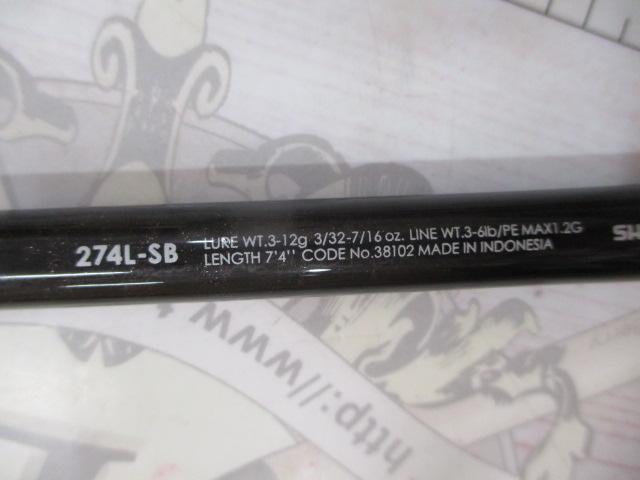 274L-SB
LURE WT.3-12g 3/32-7/16 oz. LINE WT.3-6lb/PE MAX1.2G
LENGTH 7'4'' CODE No.38102 MADE IN INDONESIA
SH
http://www.